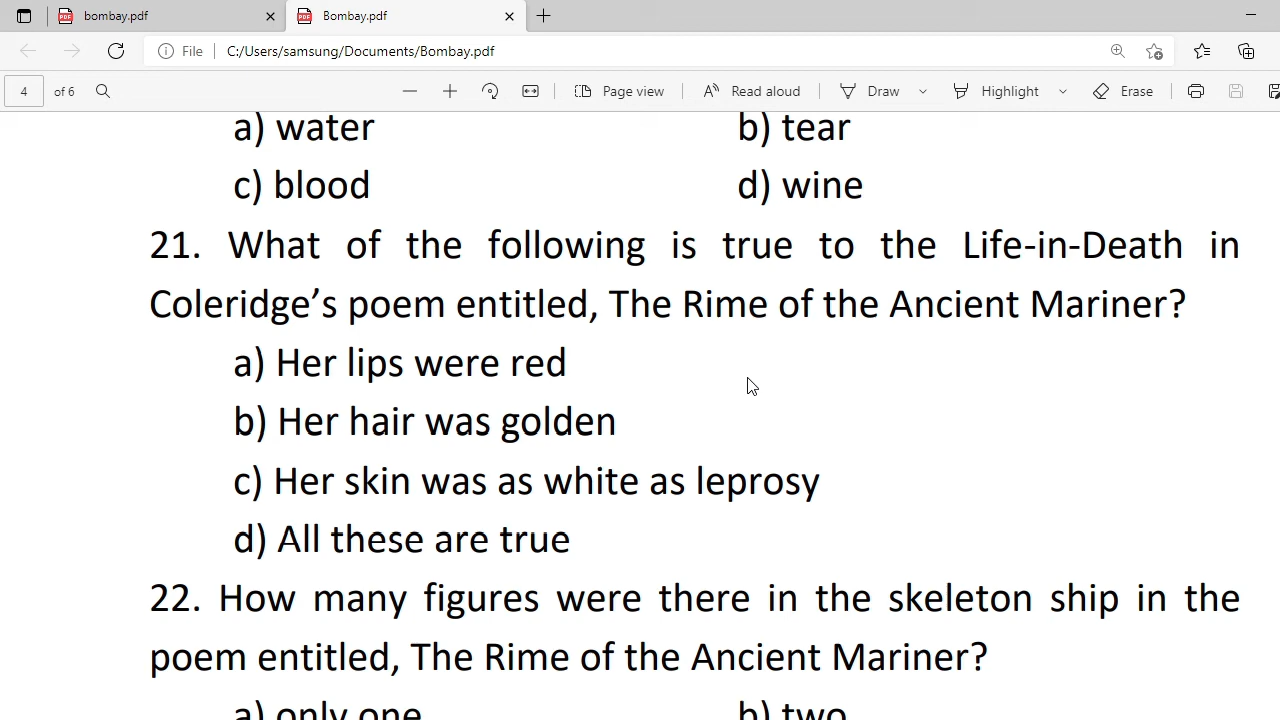 bombay.pdf
Bombay.pdf
File
C:/Users/samsung/Documents/Bombay.pdf
4 of 6
Page view
Read aloud
Draw
Highlight
Erase
a) water b) tear
c) blood d) wine
21. What of the following is true to the Life-in-Death in
Coleridge’s poem entitled, The Rime of the Ancient Mariner?
a) Her lips were red
b) Her hair was golden
c) Her skin was as white as leprosy
d) All these are true
22. How many figures were there in the skeleton ship in the
poem entitled, The Rime of the Ancient Mariner?
a) only one b) two